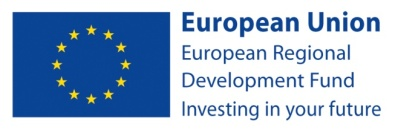 European Union
European Regional
Development Fund
Investing in your future